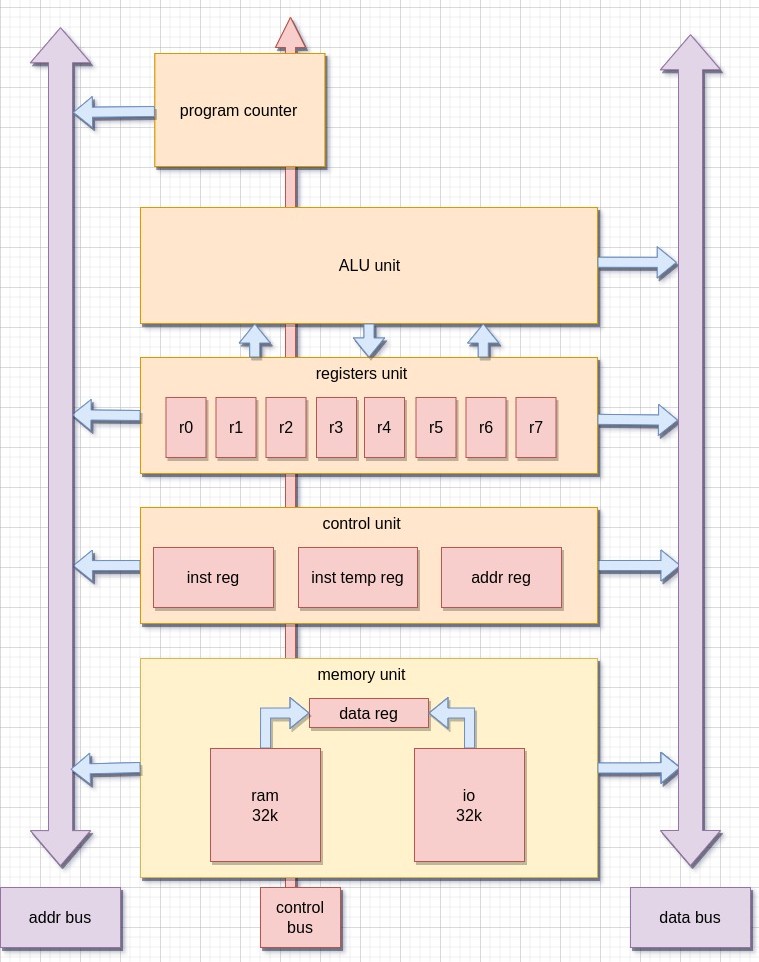 program counter
ALU unit
registers unit
r0 r1 r2 r3 r4 r5 r6 r7
control unit
inst reg inst temp reg addr reg
memory unit
data reg
ram
32k
io
32k
addr bus
control
bus
data bus